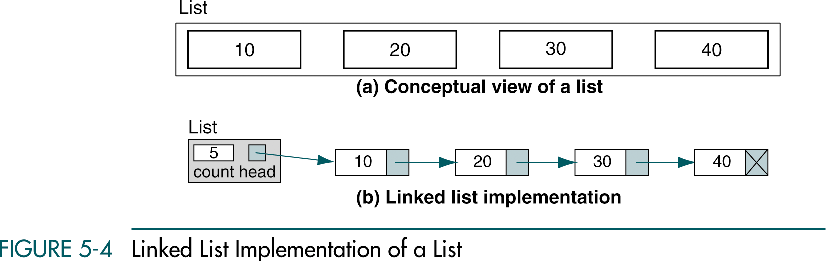 List
10 20 30 40
(a) Conceptual view of a list
List
5
10 20 30 40
count head
(b) Linked list implementation
FIGURE 5-4 Linked List Implementation of a List